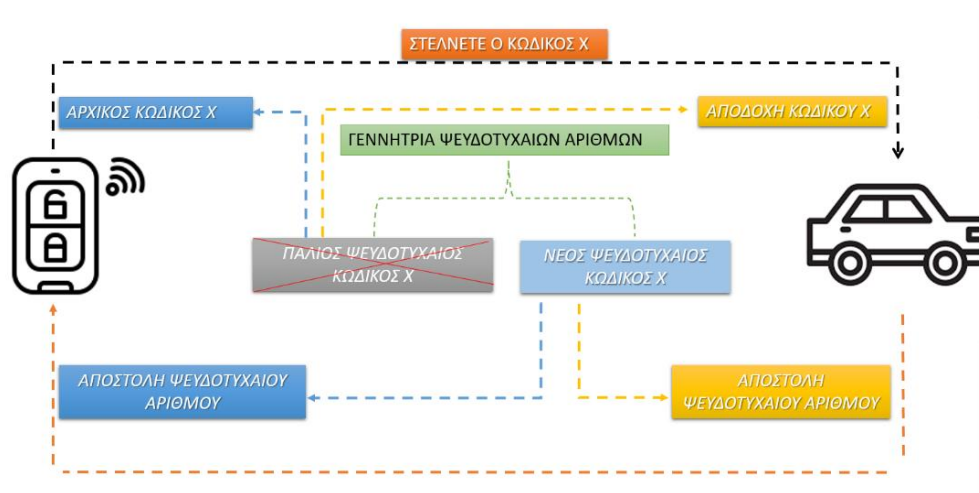 ΣΤΕΛΝΕΤΕ Ο ΚΩΔΙΚΟΣ Χ
ΑΡΧΙΚΟΣ ΚΩΔΙΚΟΣ Χ
ΑΠΟΔΟΧΗ ΚΩΔΙΚΟΥ Χ
ΓΕΝΝΗΤΡΙΑ ΨΕΥΔΟΤΥΧΑΙΩΝ ΑΡΙΘΜΩΝ
ΠΑΛΙΟΣ ΨΕΥΔΟΤΥΧΑΙΟΣ
ΚΩΔΙΚΟΣ Χ
ΝΕΟΣ ΨΕΥΔΟΤΥΧΑΙΟΣ
ΚΩΔΙΚΟΣ Χ
ΑΠΟΣΤΟΛΗ ΨΕΥΔΟΤΥΧΑΙΟΥ
ΑΡΙΘΜΟΥ
ΑΠΟΣΤΟΛΗ
ΨΕΥΔΟΤΥΧΑΙΟΥ ΑΡΙΘΜΟΥ